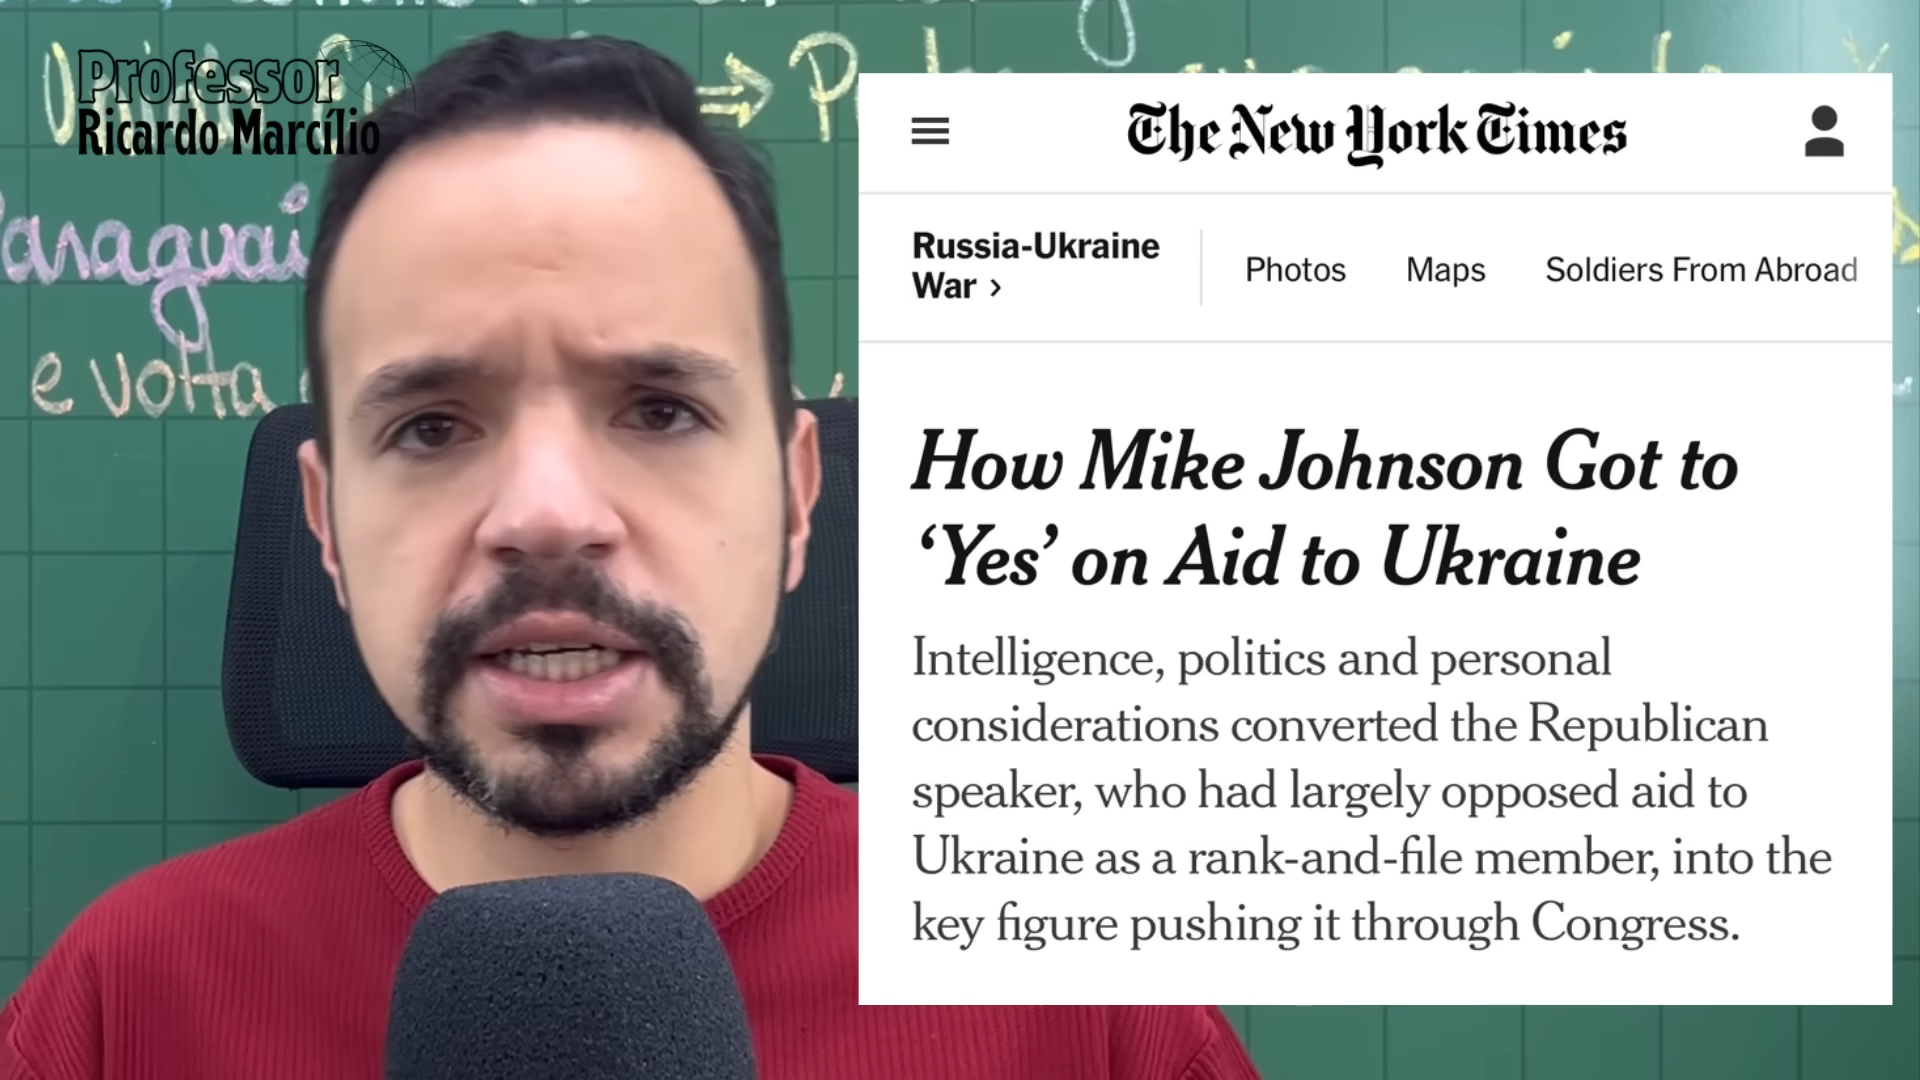 Professor
Ricardo Marcílio
Paraguai
e volta
The New York Times
Russia-Ukraine
War ›
Photos Maps Soldiers From Abroad
How Mike Johnson Got to
‘Yes’ on Aid to Ukraine
Intelligence, politics and personal
considerations converted the Republican
speaker, who had largely opposed aid to
Ukraine as a rank-and-file member, into the
key figure pushing it through Congress.